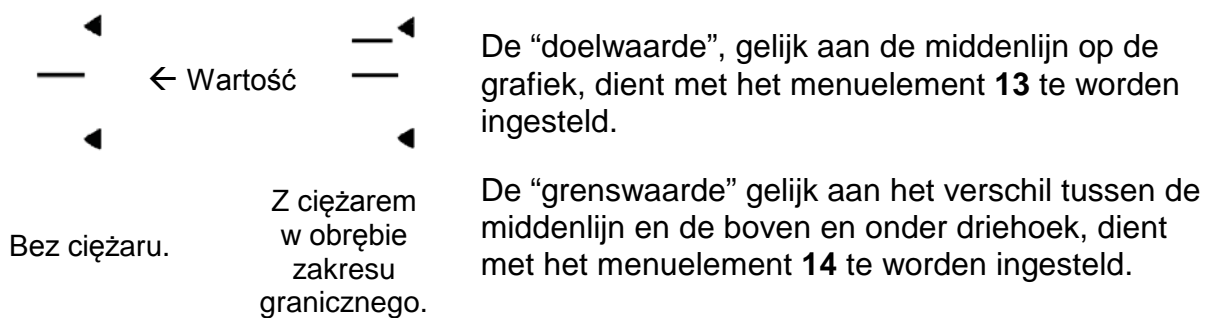 ← Wartość
Bez ciężaru.
Z ciężarem
w obrębie
zakresu
granicznego.
De “doelwaarde”, gelijk aan de middenlijn op de
grafiek, dient met het menuelement 13 te worden
ingesteld.
De “grenswaarde” gelijk aan het verschil tussen de
middenlijn en de boven en onder driehoek, dient
met het menuelement 14 te worden ingesteld.